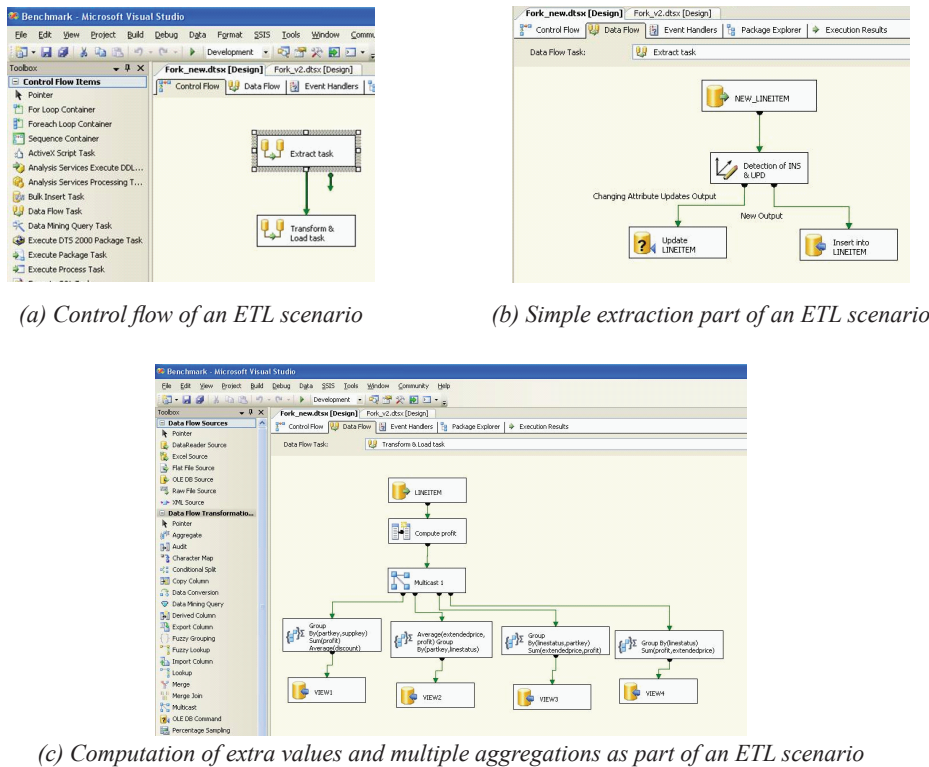 Benchmark - Microsoft Visual Studio
File Edit View Project Build Debug Data Format SSIS Tools Window
Development
Toolbox
Control Flow Items
Pointer
For Loop Container
Foreach Loop Container
Sequence Container
ActiveX Script Task
Analysis Services Execute DDL...
Analysis Services Processing T...
Bulk Insert Task
Data Flow Task
Data Mining Query Task
Execute DTS 2000 Package Task
Execute Package Task
Execute Process Task
Fork_new.dtsx [Design] Fork_v2.dtsx [Design]
Control Flow Data Flow Event Handlers
Extract task
Transform &
Load task
(a) Control flow of an ETL scenario
Fork_new.dtsx [Design] Fork_v2.dtsx [Design]
Control Flow Data Flow Event Handlers Package Explorer Execution Results
Data Flow Task: Extract task
NEW_LINEITEM
Detection of INS
& UPD
Changing Attribute Updates Output
New Output
Update
LINEITEM
Insert into
LINEITEM
(b) Simple extraction part of an ETL scenario
Benchmark - Microsoft Visual Studio
File Edit View Project Build Debug Data SSIS Tools Window Community Help
Development
Toolbox
Data Flow Sources
Pointer
DataReader Source
Excel Source
Flat File Source
OLE DB Source
Raw File Source
XML Source
Data Flow Transformatio...
Pointer
Aggregate
Audit
Character Map
Conditional Split
Copy Column
Data Conversion
Data Mining Query
Derived Column
Export Column
Fuzzy Grouping
Fuzzy Lookup
Import Column
Lookup
Merge
Merge Join
Multicast
OLE DB Command
Percentage Sampling
Fork_new.dtsx [Design] Fork_v2.dtsx [Design]
Control Flow Data Flow Event Handlers Package Explorer Execution Results
Data Flow Task: Transform & Load task
LINEITEM
Compute profit
Multicast 1
Group
By(partkey,suppkey)
Sum(profit)
Average(discount)
Average(extendedprice,
profit) Group
By(partkey,linestatus)
Group
By(linestatus,partkey)
Sum(extendedprice,profit)
Group By(linestatus)
Sum(profit,extendedprice)
VIEW1
VIEW2
VIEW3
VIEW4
(c) Computation of extra values and multiple aggregations as part of an ETL scenario